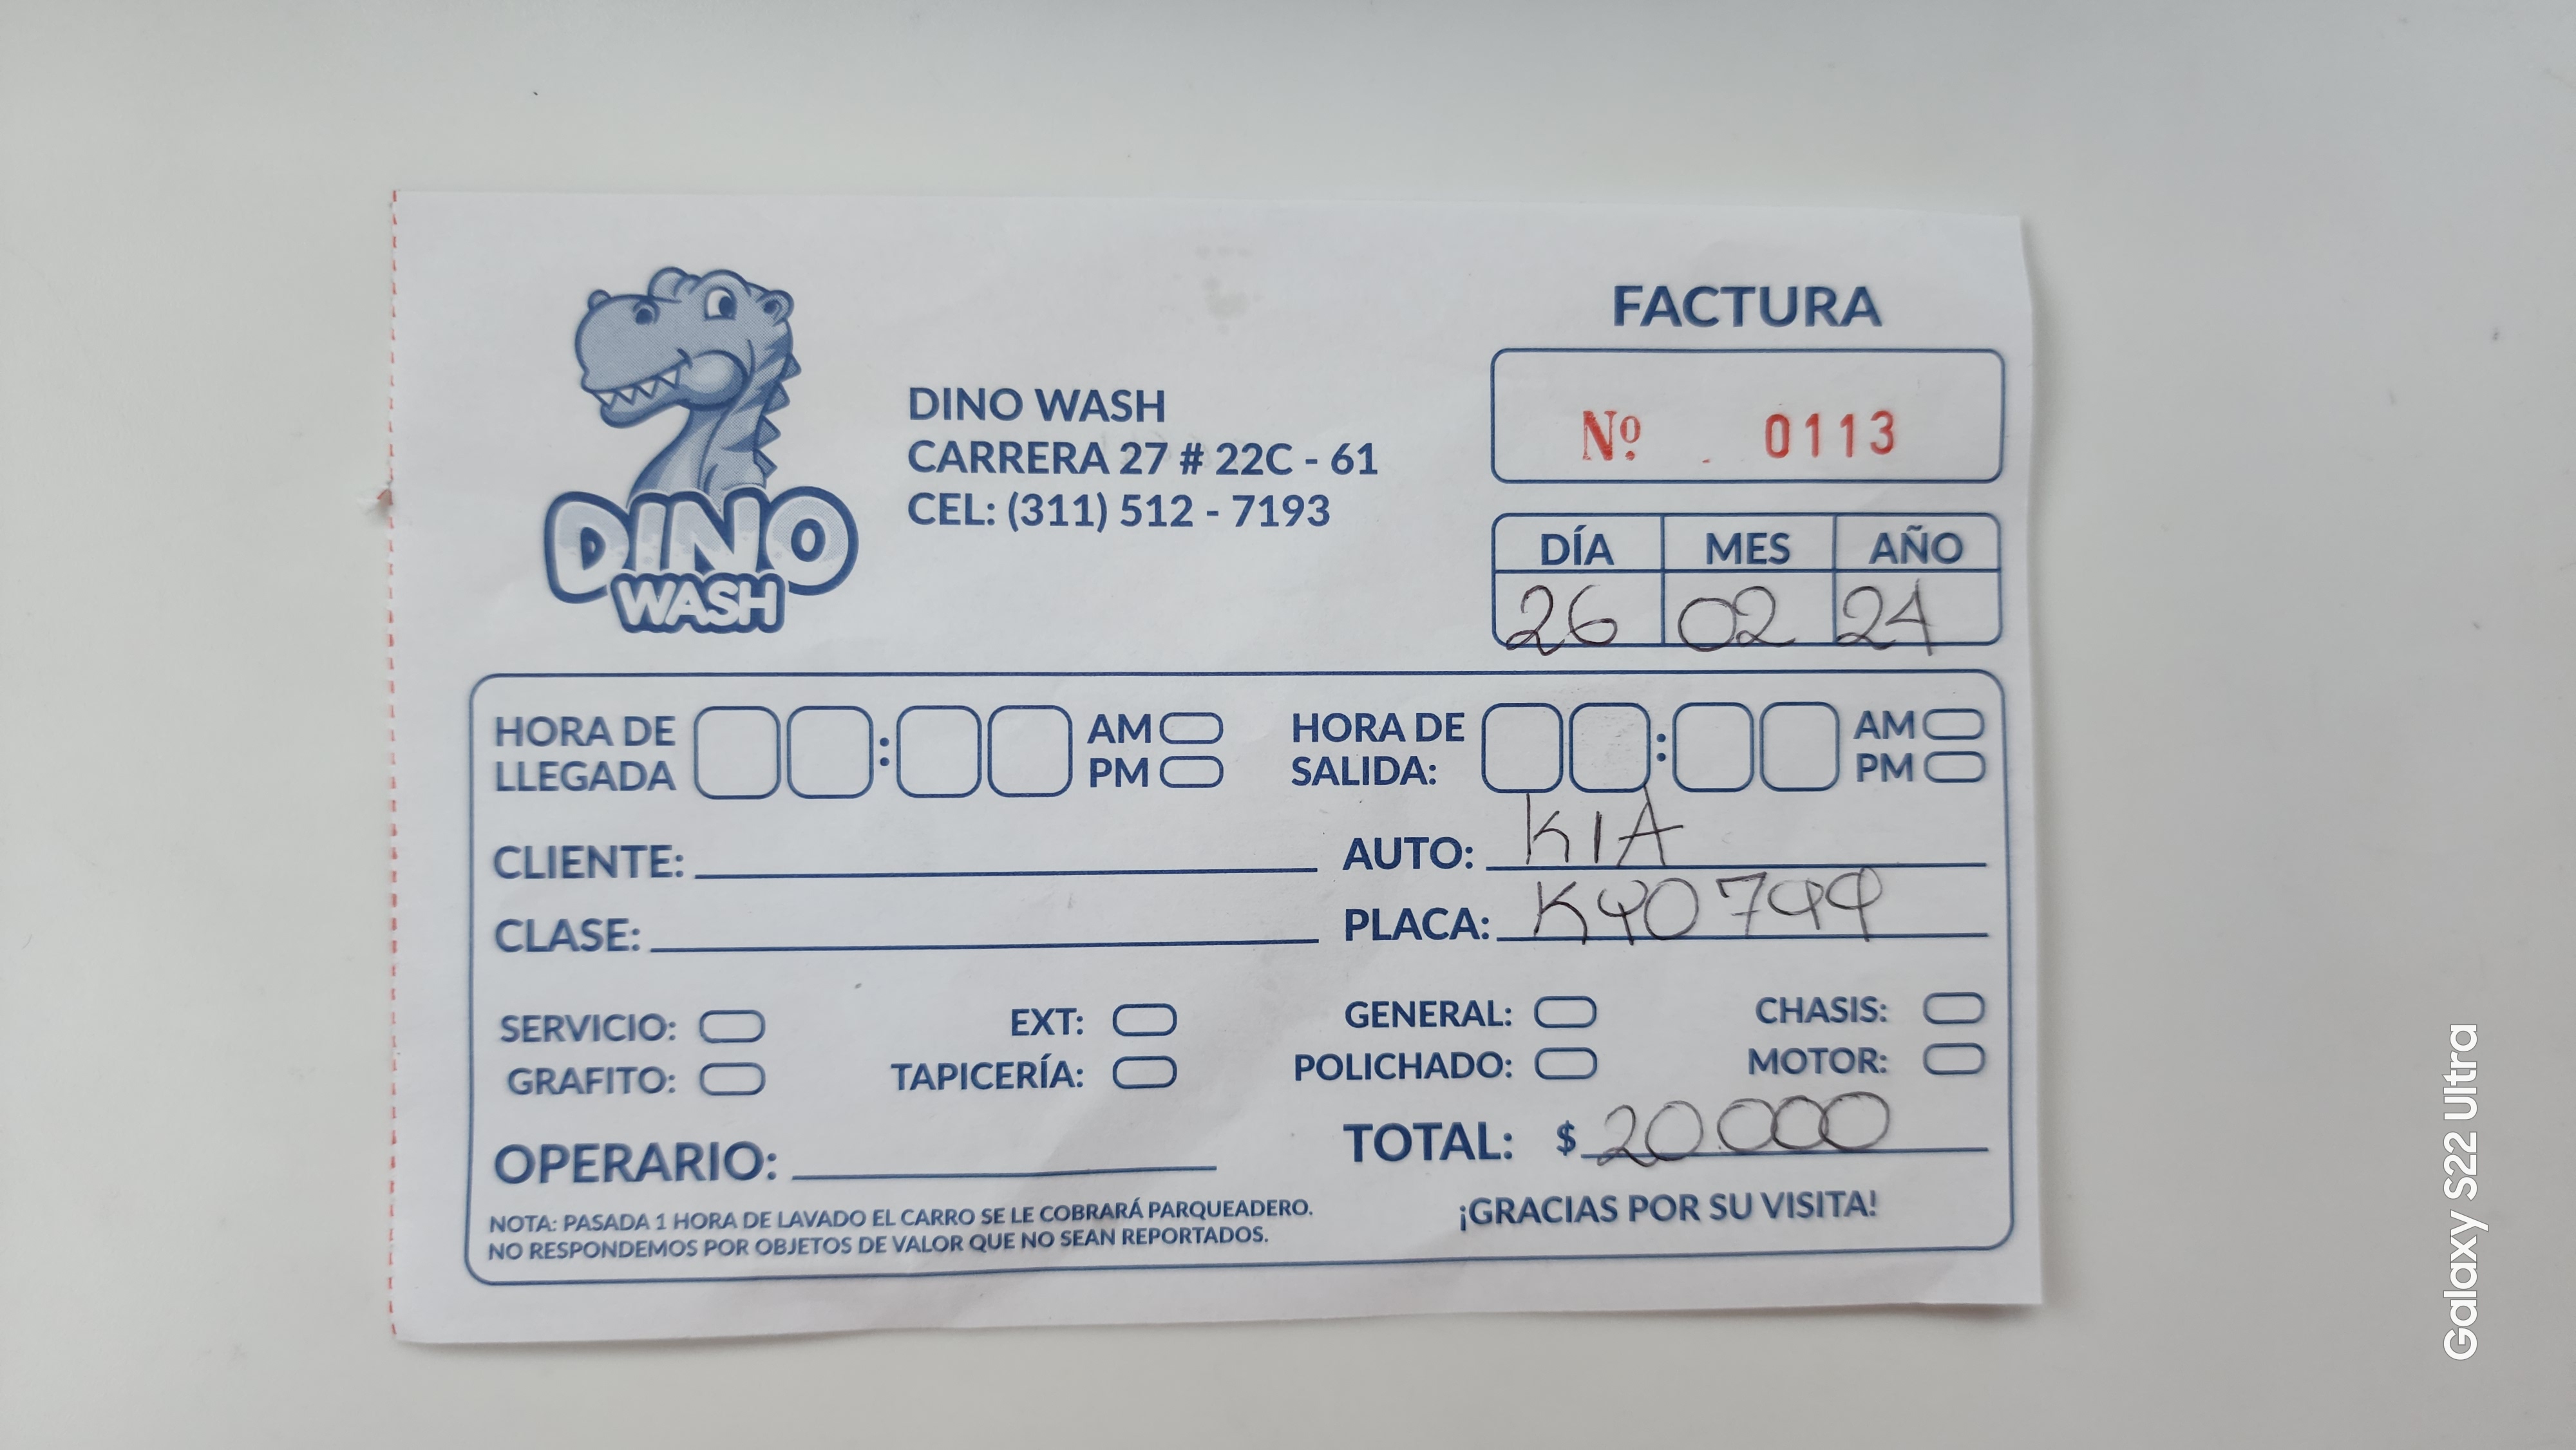 FACTURA
DINO WASH
CARRERA 27 # 22C - 61
CEL: (311) 512 - 7193
Nº 0113
DINO
WASH
DÍA MES AÑO
26 02 24
HORA DE LLEGADA : AM PM
HORA DE SALIDA: : AM PM
CLIENTE: AUTO: KIA
CLASE: PLACA:
SERVICIO: EXT: GENERAL: CHASIS:
GRAFITO: TAPICERÍA: POLICHADO: MOTOR:
OPERARIO: TOTAL: $ 20.000
NOTA: PASADA 1 HORA DE LAVADO EL CARRO SE LE COBRARÁ PARQUEADERO.
NO RESPONDEMOS POR OBJETOS DE VALOR QUE NO SEAN REPORTADOS.
¡GRACIAS POR SU VISITA!
Galaxy S22 Ultra